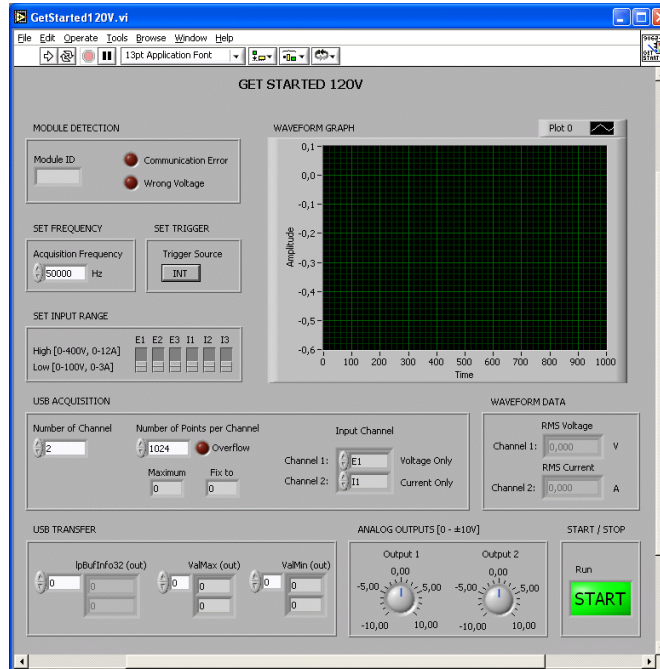 GetStarted120V.vi
File Edit Operate Tools Browse Window Help
13pt Application Font
GET STARTED 120V
MODULE DETECTION
Module ID
Communication Error
Wrong Voltage
WAVEFORM GRAPH
Plot 0
0,1
0,0
-0,1
-0,2
-0,3
-0,4
-0,5
-0,6
Amplitude
0 100 200 300 400 500 600 700 800 900 1000
Time
SET FREQUENCY
Acquisition Frequency
50000 Hz
SET TRIGGER
Trigger Source
INT
SET INPUT RANGE
E1 E2 E3 I1 I2 I3
High [0-400V, 0-12A]
Low [0-100V, 0-3A]
USB ACQUISITION
Number of Channel
2
Number of Points per Channel
1024 Overflow
Maximum Fix to
0 0
Input Channel
Channel 1: E1 Voltage Only
Channel 2: I1 Current Only
WAVEFORM DATA
RMS Voltage
Channel 1: 0,000 V
RMS Current
Channel 2: 0,000 A
USB TRANSFER
lpBufInfo32 (out) ValMax (out) ValMin (out)
0 0 0 0 0 0
0 0 0
ANALOG OUTPUTS [0 - ±10V]
Output 1 Output 2
0,00 0,00
-5,00 5,00 -5,00 5,00
-10,00 10,00 -10,00 10,00
START / STOP
Run
START